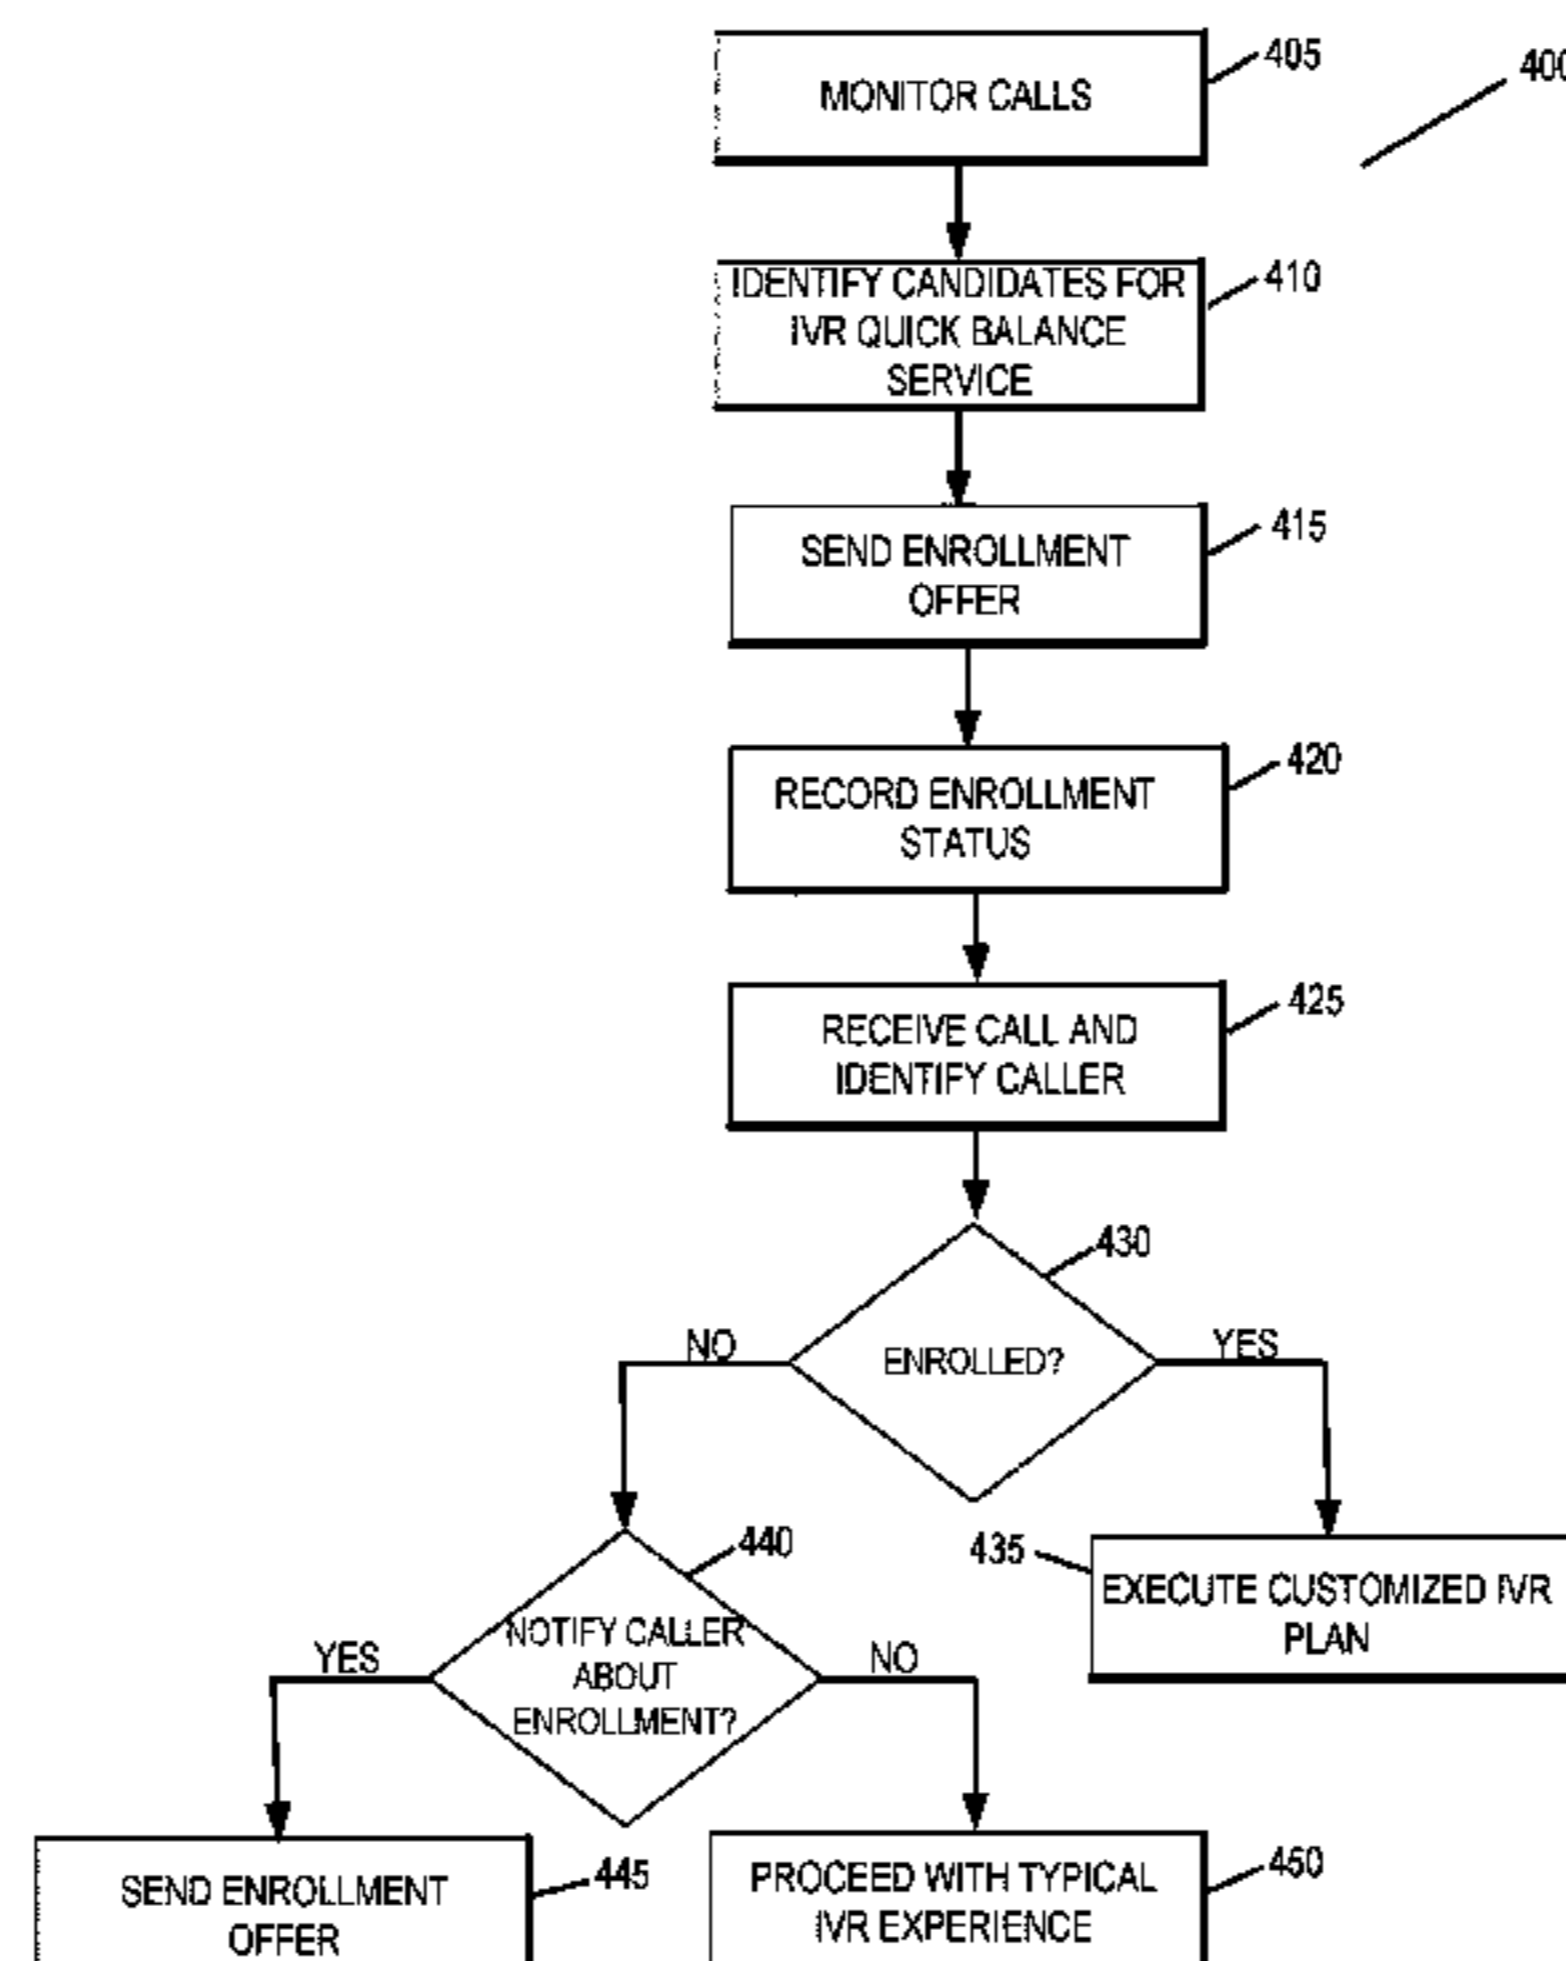 405
400
MONITOR CALLS
IDENTIFY CANDIDATES FOR
IVR QUICK BALANCE
SERVICE
410
SEND ENROLLMENT
OFFER
415
RECORD ENROLLMENT
STATUS
420
RECEIVE CALL AND
IDENTIFY CALLER
425
430
ENROLLED?
NO
YES
440
NOTIFY CALLER
ABOUT
ENROLLMENT?
YES
NO
435
EXECUTE CUSTOMIZED IVR
PLAN
SEND ENROLLMENT
OFFER
445
PROCEED WITH TYPICAL
IVR EXPERIENCE
450